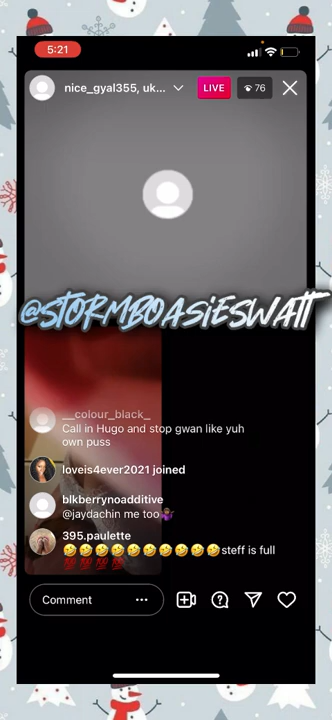 5:21
nice_gyal355, uk...
LIVE
76
@STORMBOASIESWATT
__colour_black_
Call in Hugo and stop gwan like yuh
own puss
loveis4ever2021 joined
blkberrynoadditive
@jaydachin me too🤷🏾‍♀️
395.paulette
🤣🤣🤣🤣🤣🤣🤣🤣🤣🤣🤣steff is full
💯💯💯💯
Comment